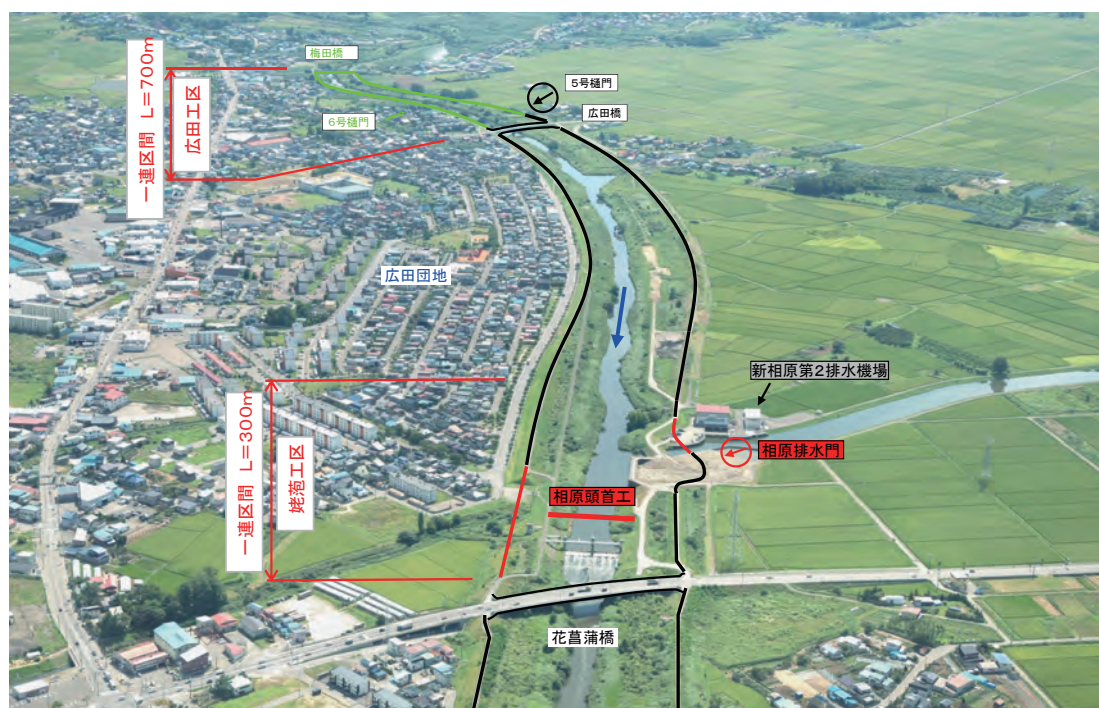 梅田橋
5号樋門
広田橋
6号樋門
一連区間 L=700m
広田工区
広田団地
新相原第2排水機場
相原排水門
一連区間 L=300m
姥萢工区
相原頭首工
花菖蒲橋